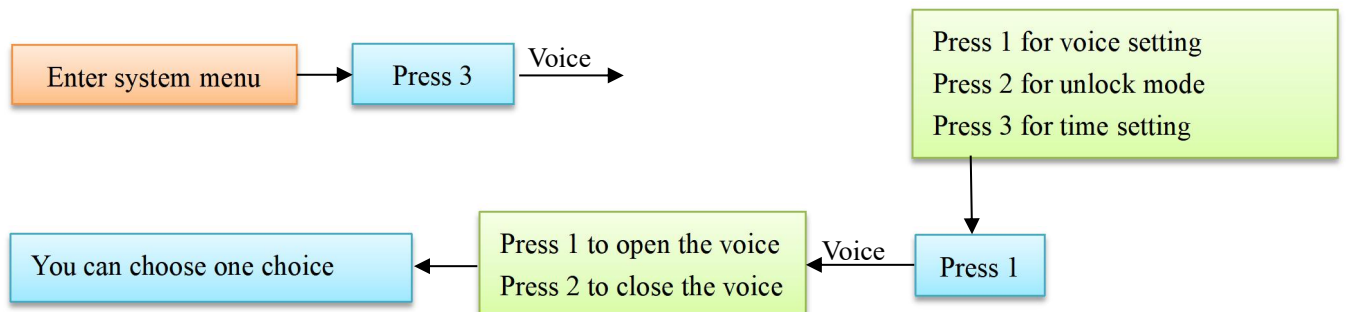 Enter system menu
Press 3
Voice
Press 1 for voice setting
Press 2 for unlock mode
Press 3 for time setting
Press 1
Voice
Press 1 to open the voice
Press 2 to close the voice
You can choose one choice